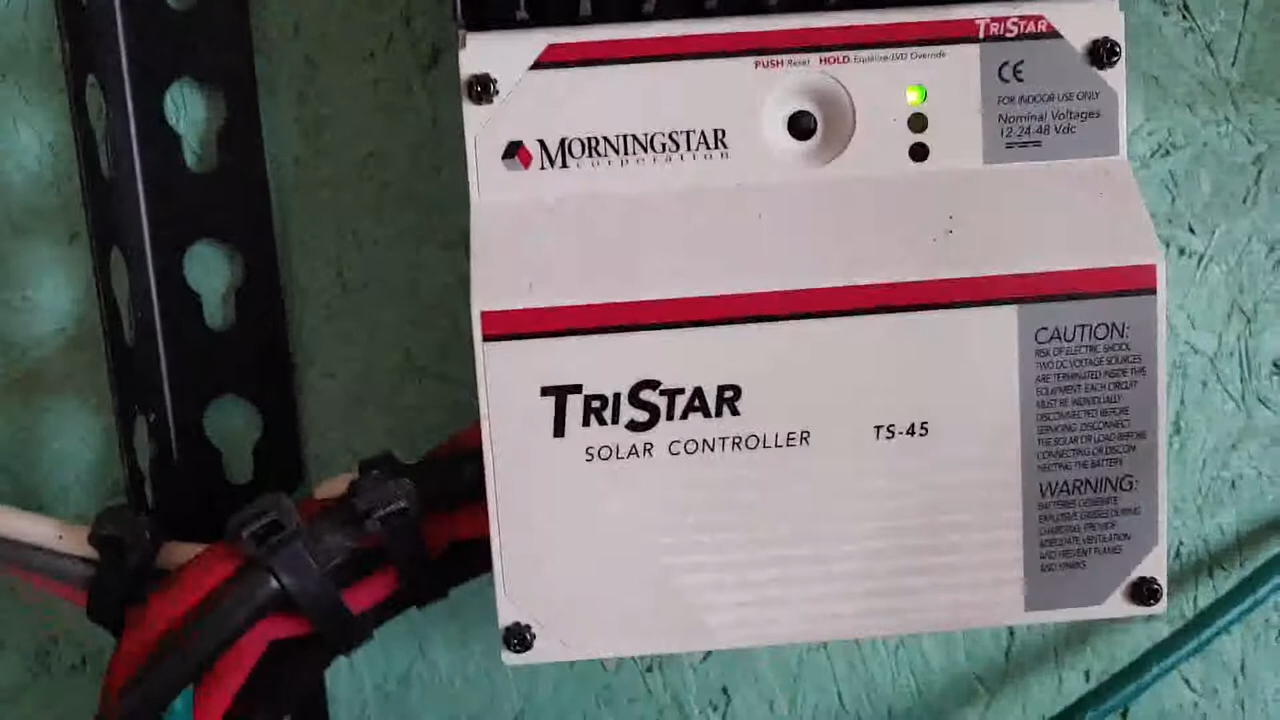 TRISTAR
PUSH Reset HOLD Equalize/LVD Override
CE
FOR INDOOR USE ONLY
Nominal Voltages
12-24-48 Vdc
MORNINGSTAR
corporation
TRISTAR
SOLAR CONTROLLER TS-45
CAUTION:
RISK OF ELECTRIC SHOCK
TWO DC VOLTAGE SOURCES
ARE TERMINATED INSIDE THIS
EQUIPMENT. EACH CIRCUIT
MUST BE INDIVIDUALLY
DISCONNECTED BEFORE
SERVICING. DISCONNECT
THE SOLAR OR LOAD BEFORE
CONNECTING OR DISCON-
NECTING THE BATTERY.
WARNING:
BATTERIES GENERATE
EXPLOSIVE GASSES DURING
CHARGING. PROVIDE
ADEQUATE VENTILATION
AND PREVENT FLAMES
AND SPARKS.